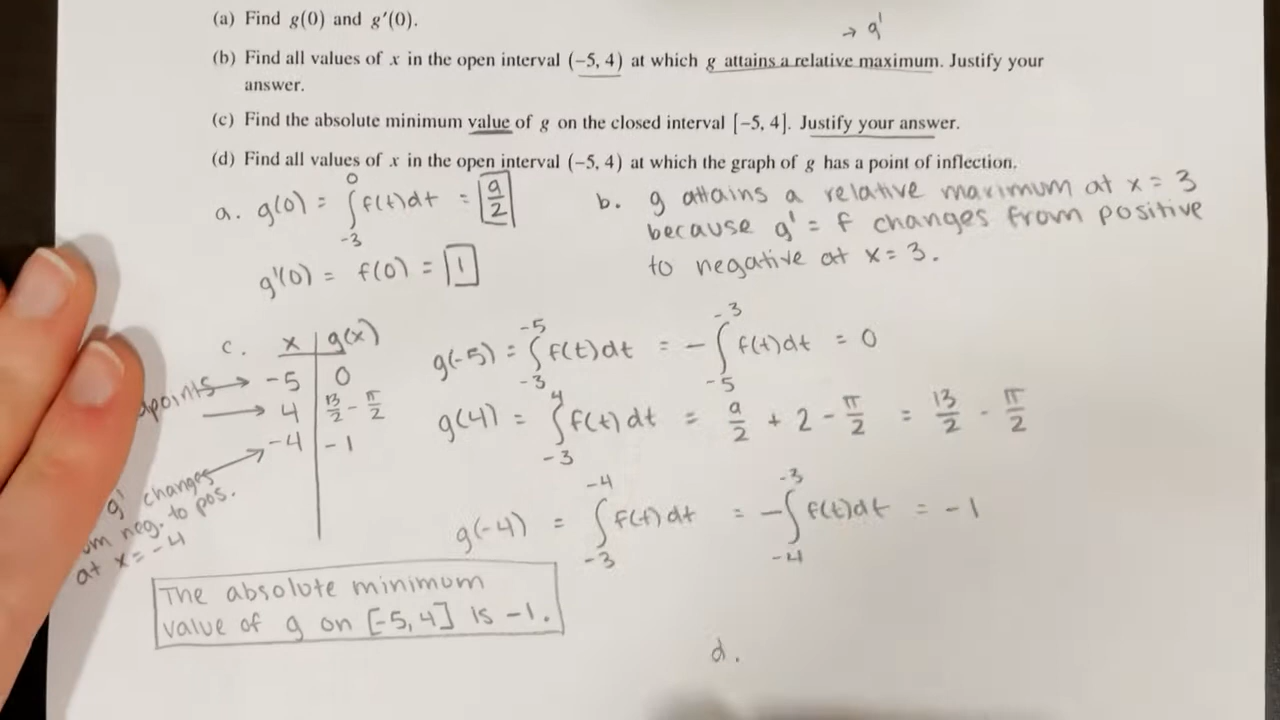 (a) Find g(0) and g′(0).
→ g'
(b) Find all values of x in the open interval (−5, 4) at which g attains a relative maximum. Justify your
answer.
(c) Find the absolute minimum value of g on the closed interval [−5, 4]. Justify your answer.
(d) Find all values of x in the open interval (−5, 4) at which the graph of g has a point of inflection.
a. g(0) = ∫_{-3}^{0} f(t)dt = 9/2
g'(0) = f(0) = 1
b. g attains a relative maximum at x = 3
because g' = f changes from positive
to negative at x = 3.
c. x | g(x)
-5 | 0
4 | 13/2 - π/2
-4 | -1
g' changes
neg. to pos.
at x = -4
g(-5) = ∫_{-3}^{-5} f(t)dt = -∫_{-5}^{-3} f(t)dt = 0
g(4) = ∫_{-3}^{4} f(t)dt = 9/2 + 2 - π/2 = 13/2 - π/2
g(-4) = ∫_{-3}^{-4} f(t)dt = -∫_{-4}^{-3} f(t)dt = -1
The absolute minimum
value of g on [-5, 4] is -1.
d.